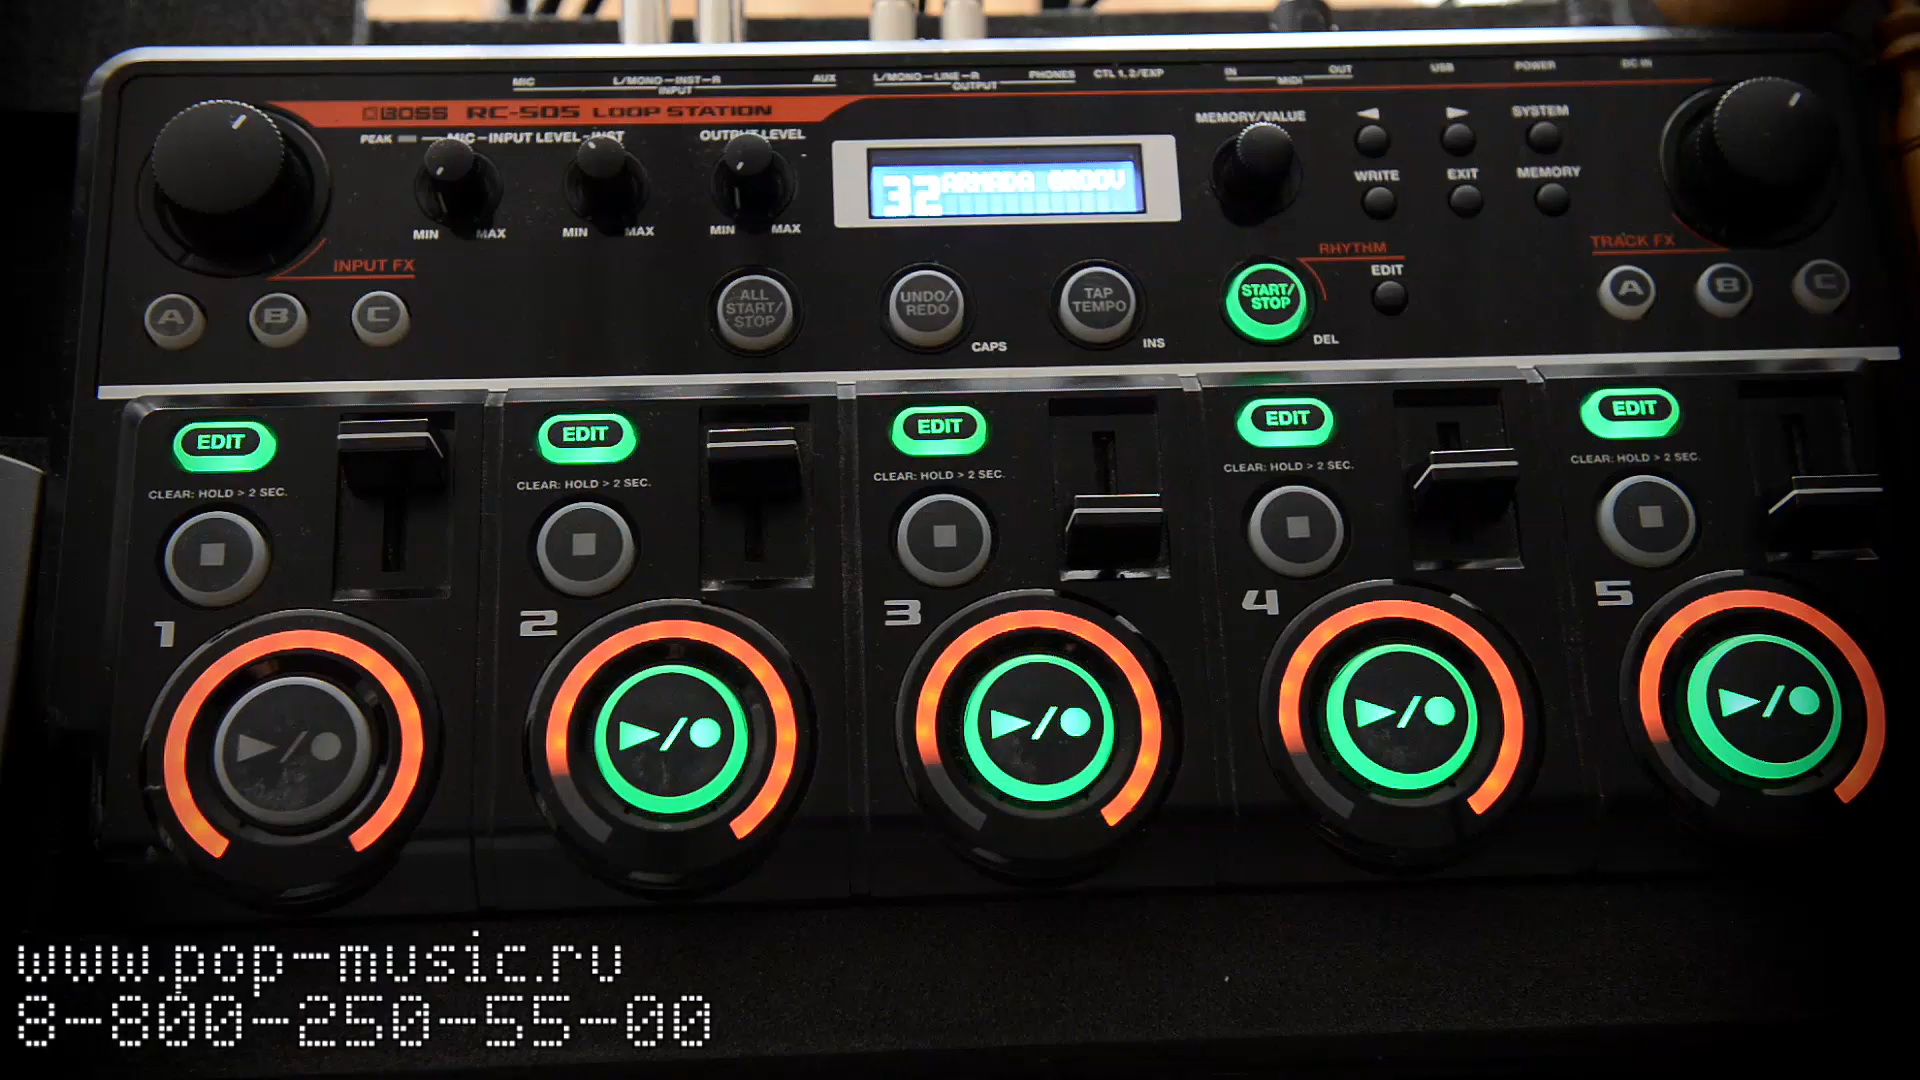 MIC L/MONO-INST-R AUX L/MONO-LINE-R PHONES CTL 1, 2/EXP IN MIDI OUT USB POWER DC IN
INPUT OUTPUT
BOSS RC-505 LOOP STATION
PEAK MIC-INPUT LEVEL-INST OUTPUT LEVEL MEMORY/VALUE SYSTEM
WRITE EXIT MEMORY
32 ARMADA GROOV
MIN MAX MIN MAX MIN MAX
INPUT FX RHYTHM TRACK FX
EDIT
A B C ALL START/STOP UNDO/REDO TAP TEMPO START/STOP A B C
CAPS INS DEL
EDIT EDIT EDIT EDIT EDIT
CLEAR: HOLD > 2 SEC. CLEAR: HOLD > 2 SEC. CLEAR: HOLD > 2 SEC. CLEAR: HOLD > 2 SEC. CLEAR: HOLD > 2 SEC.
1 2 3 4 5
www.pop-music.ru
8-800-250-55-00